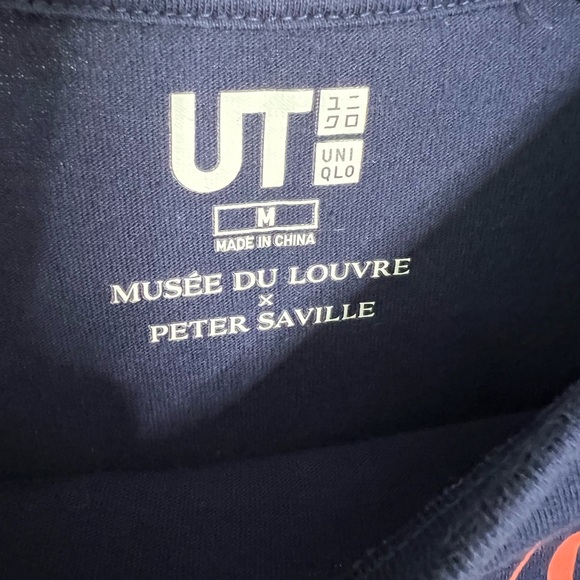 UT
ユニ
クロ
UNI
QLO
M
MADE IN CHINA
MUSÉE DU LOUVRE
×
PETER SAVILLE